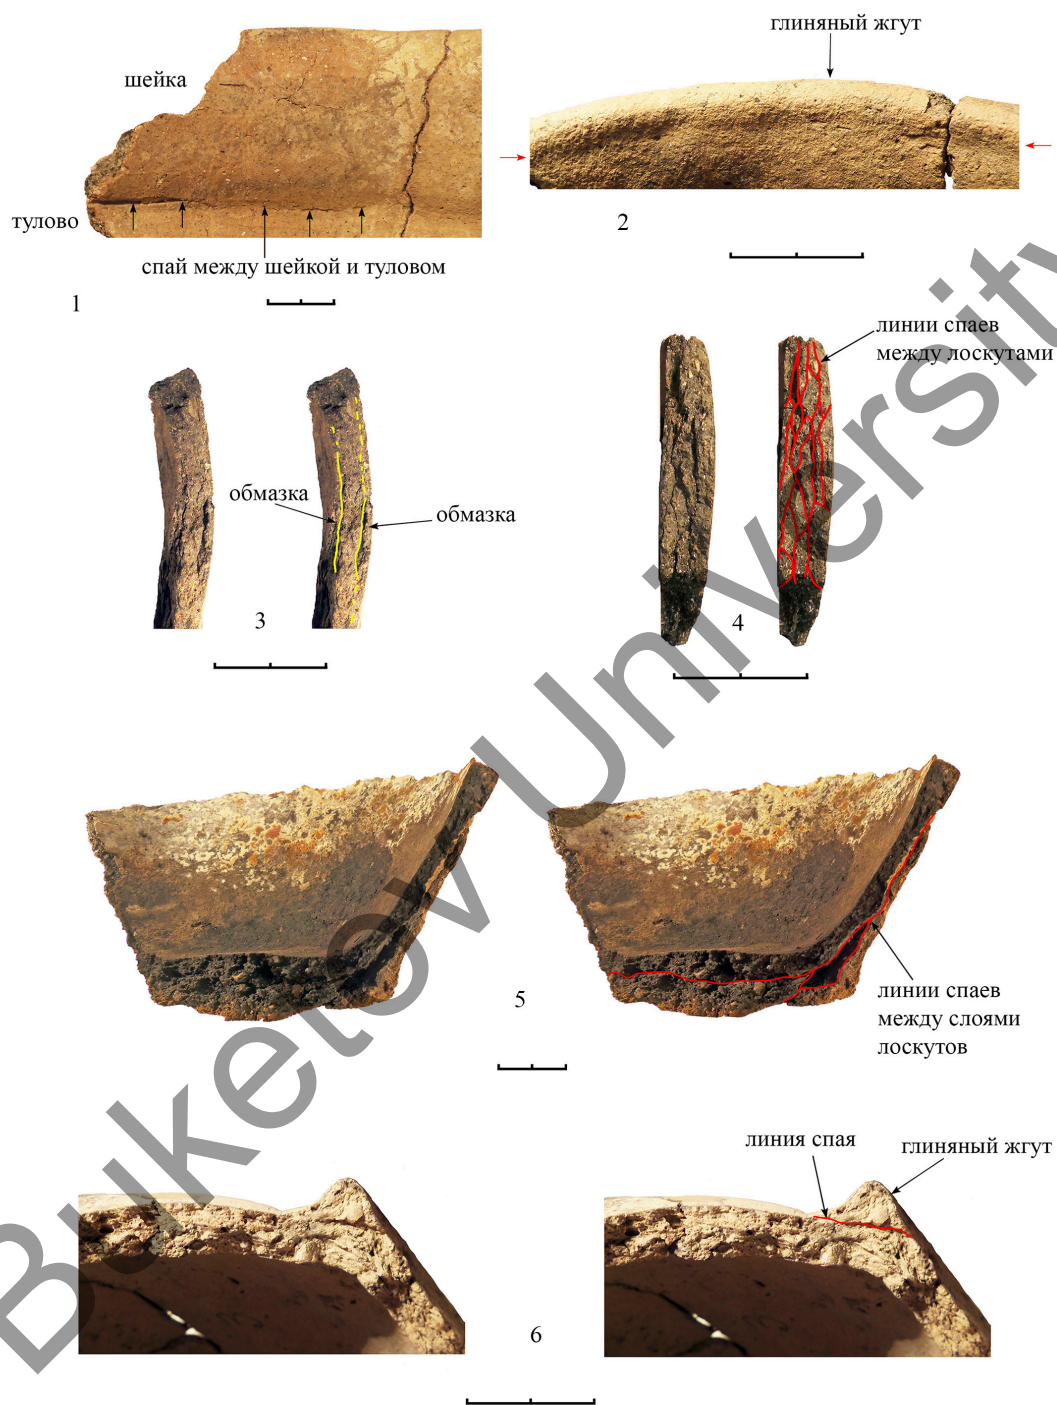 глиняный жгут
шейка
тулово
спай между шейкой и туловом
1
2
линии спаев
между лоскутами
обмазка
обмазка
3
4
5
линии спаев
между слоями
лоскутов
линия спая
глиняный жгут
6
Buketov University